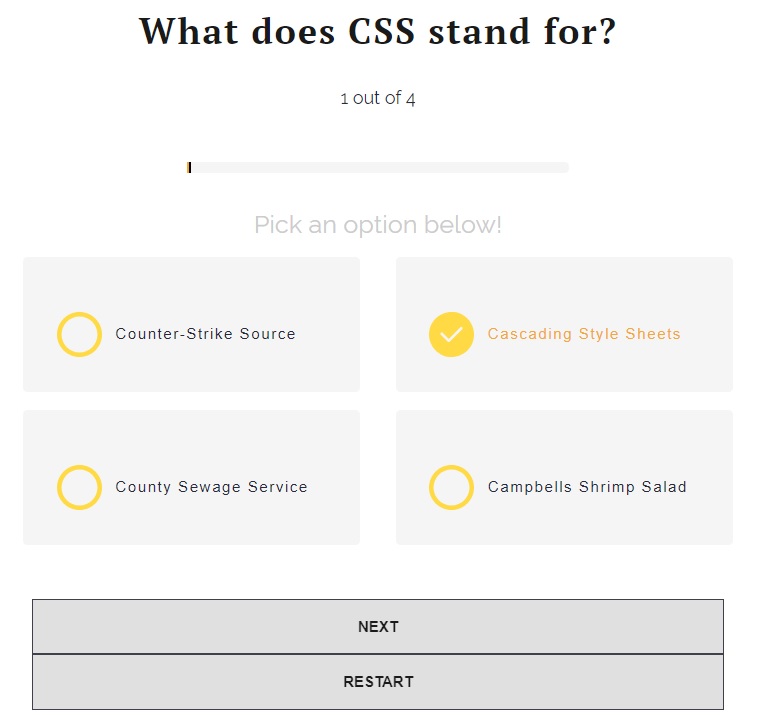 What does CSS stand for?
1 out of 4
Pick an option below!
Counter-Strike Source
Cascading Style Sheets
County Sewage Service
Campbells Shrimp Salad
NEXT
RESTART